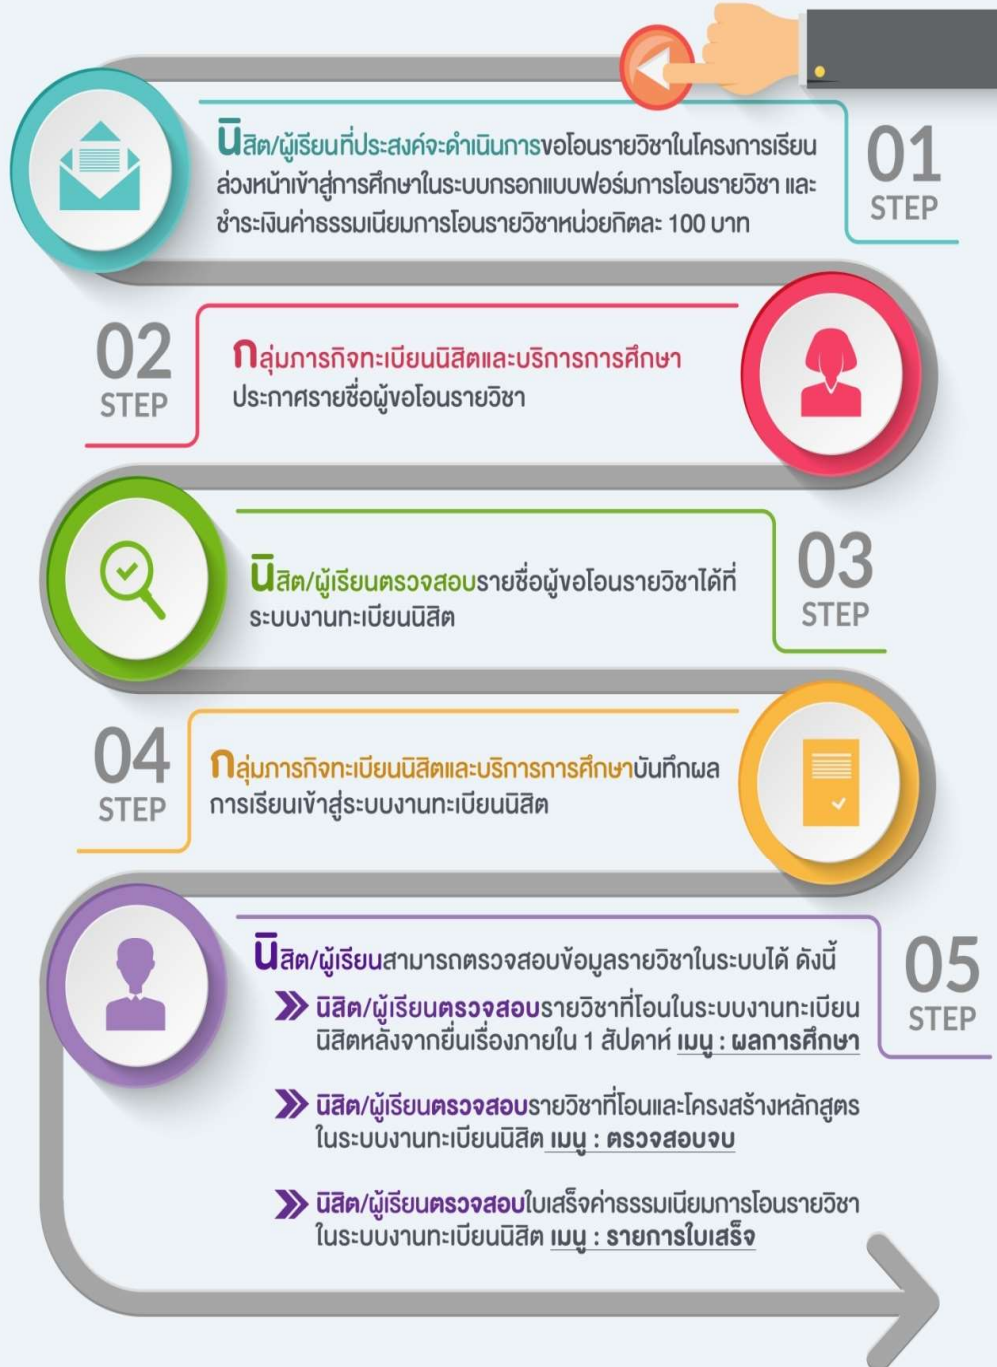 นิสิต/ผู้เรียนที่ประสงค์จะดำเนินการขอโอนรายวิชาในโครงการเรียน
ล่วงหน้าเข้าสู่การศึกษาในระบบกรอกแบบฟอร์มการโอนรายวิชา และ
ชำระเงินค่าธรรมเนียมการโอนรายวิชาหน่วยกิตละ 100 บาท
01
STEP
02
STEP
กลุ่มภารกิจทะเบียนนิสิตและบริการการศึกษา
ประกาศรายชื่อผู้ขอโอนรายวิชา
นิสิต/ผู้เรียนตรวจสอบรายชื่อผู้ขอโอนรายวิชาได้ที่
ระบบงานทะเบียนนิสิต
03
STEP
04
STEP
กลุ่มภารกิจทะเบียนนิสิตและบริการการศึกษาบันทึกผล
การเรียนเข้าสู่ระบบงานทะเบียนนิสิต
นิสิต/ผู้เรียนสามารถตรวจสอบข้อมูลรายวิชาในระบบได้ ดังนี้
05
STEP
นิสิต/ผู้เรียนตรวจสอบรายวิชาที่โอนในระบบงานทะเบียน
นิสิตหลังจากยื่นเรื่องภายใน 1 สัปดาห์ เมนู : ผลการศึกษา
นิสิต/ผู้เรียนตรวจสอบรายวิชาที่โอนและโครงสร้างหลักสูตร
ในระบบงานทะเบียนนิสิต เมนู : ตรวจสอบจบ
นิสิต/ผู้เรียนตรวจสอบใบเสร็จค่าธรรมเนียมการโอนรายวิชา
ในระบบงานทะเบียนนิสิต เมนู : รายการใบเสร็จ